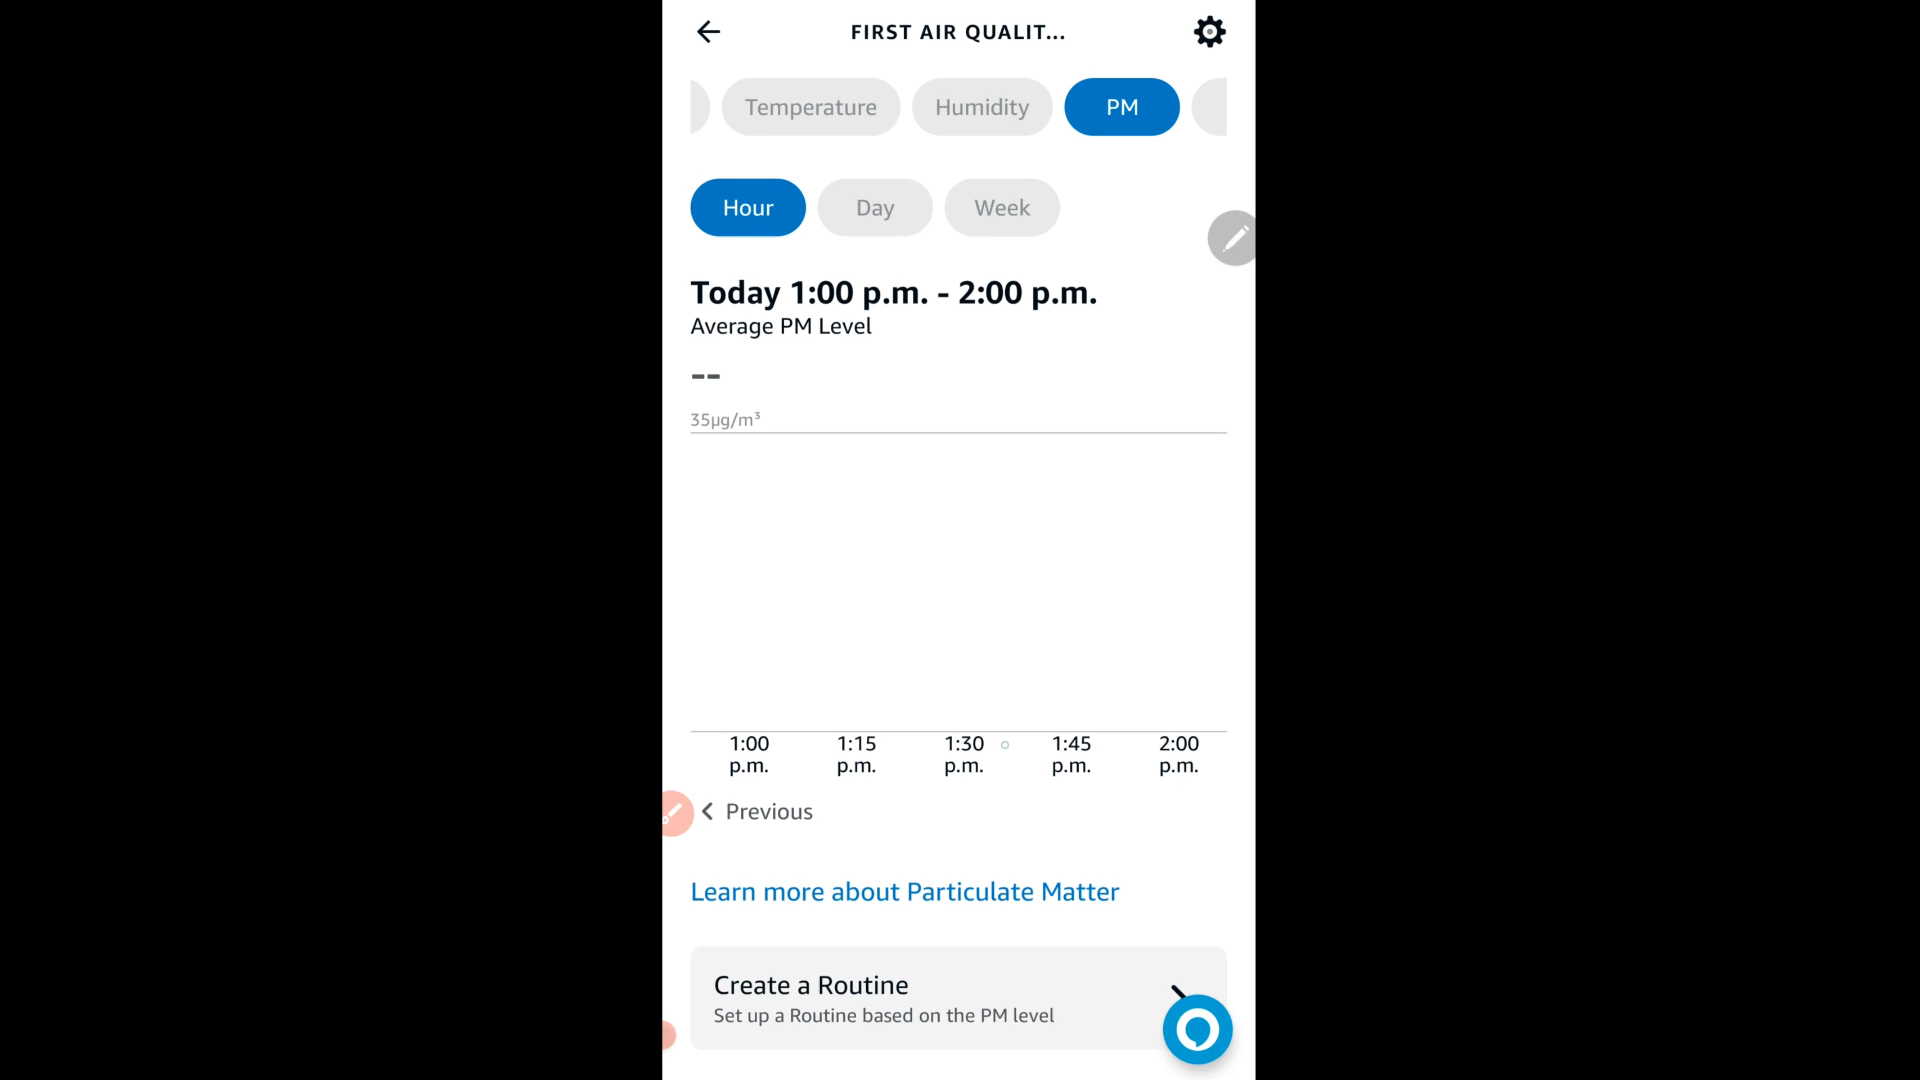 FIRST AIR QUALIT...
Temperature Humidity PM
Hour Day Week
Today 1:00 p.m. - 2:00 p.m.
Average PM Level
--
35µg/m³
1:00 p.m. 1:15 p.m. 1:30 p.m. 1:45 p.m. 2:00 p.m.
Previous
Learn more about Particulate Matter
Create a Routine
Set up a Routine based on the PM level